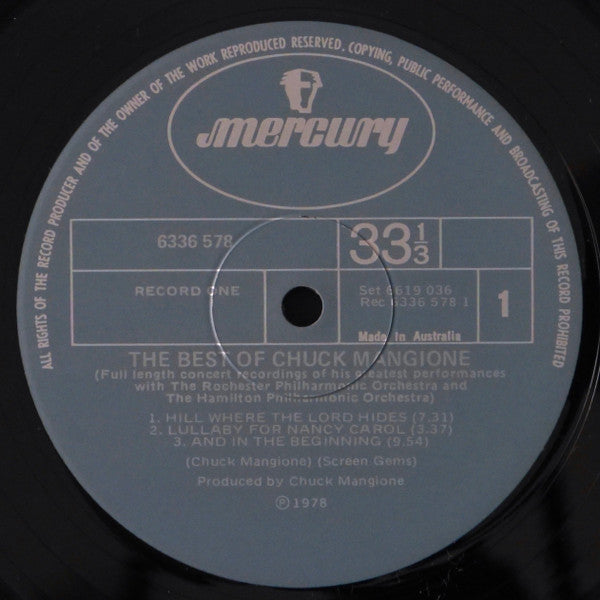 ALL RIGHTS OF THE RECORD PRODUCER AND OF THE OWNER OF THE WORK REPRODUCED RESERVED. COPYING, PUBLIC PERFORMANCE AND BROADCASTING OF THIS RECORD PROHIBITED
mercury
6336 578
33 1/3
RECORD ONE
Set 6619 036
Rec 6336 578 1
1
Made in Australia
THE BEST OF CHUCK MANGIONE
(Full length concert recordings of his greatest performances
with The Rochester Philharmonic Orchestra and
The Hamilton Philharmonic Orchestra)
1. HILL WHERE THE LORD HIDES (7.31)
2. LULLABY FOR NANCY CAROL (3.37)
3. AND IN THE BEGINNING (9.54)
(Chuck Mangione) (Screen Gems)
Produced by Chuck Mangione
℗ 1978